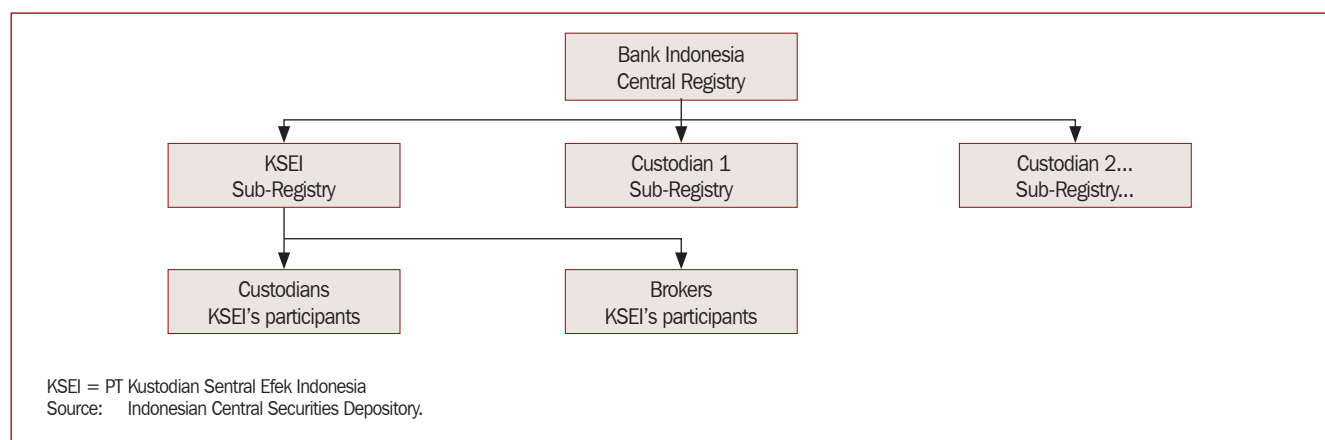 Bank Indonesia
Central Registry
KSEI
Sub-Registry
Custodian 1
Sub-Registry
Custodian 2...
Sub-Registry...
Custodians
KSEI's participants
Brokers
KSEI's participants
KSEI = PT Kustodian Sentral Efek Indonesia
Source: Indonesian Central Securities Depository.